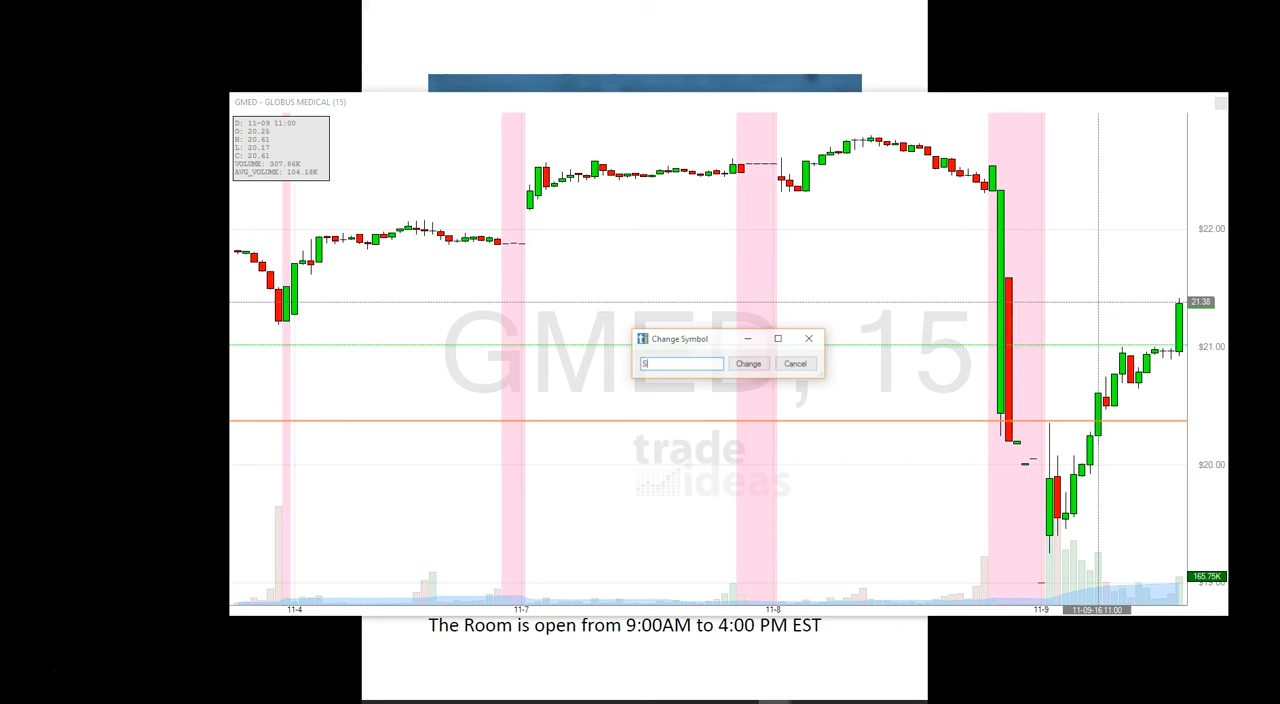 GMED - GLOBUS MEDICAL (15)
D: 11-09 11:00
O: 20.26
H: 20.61
L: 20.17
C: 20.61
VOLUME: 307.86K
AVG_VOLUME: 104.18K
$22.00
21.38
GMED, 15
Change Symbol
$21.00
S
Change
Cancel
trade
ideas
$20.00
165.75K
11-4
11-7
11-8
11-9
11-09-16 11:00
The Room is open from 9:00AM to 4:00 PM EST